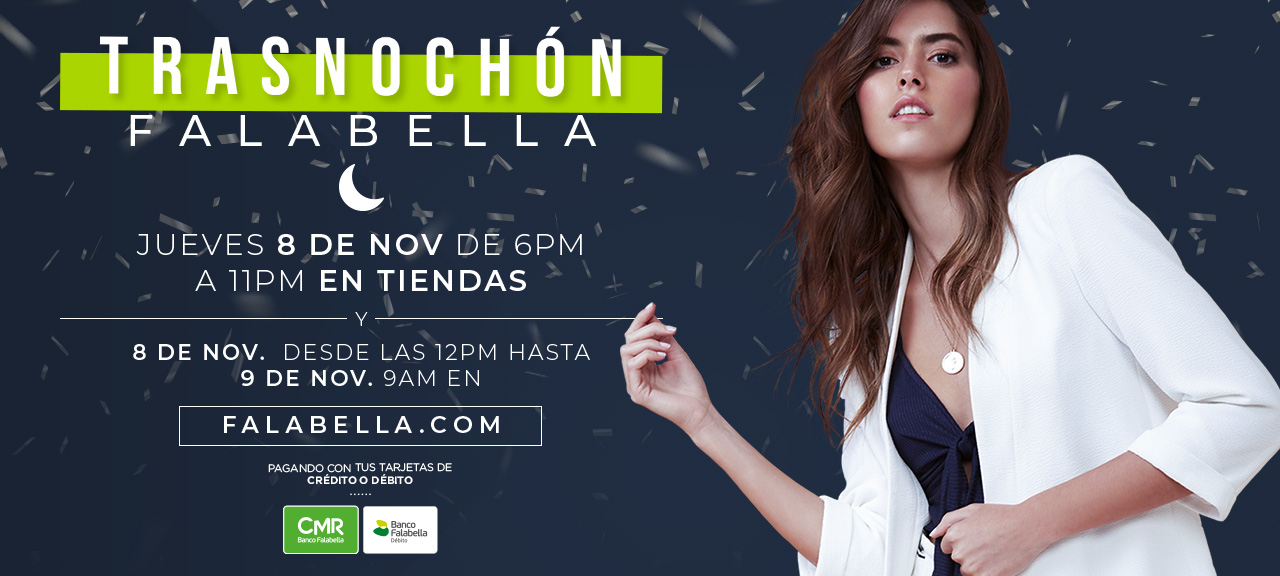 TRASNOCHÓN
FALABELLA
JUEVES 8 DE NOV DE 6PM
A 11PM EN TIENDAS
Y
8 DE NOV. DESDE LAS 12PM HASTA
9 DE NOV. 9AM EN
FALABELLA.COM
PAGANDO CON TUS TARJETAS DE
CRÉDITO O DÉBITO
......
CMR
Banco Falabella
Banco
Falabella
Débito